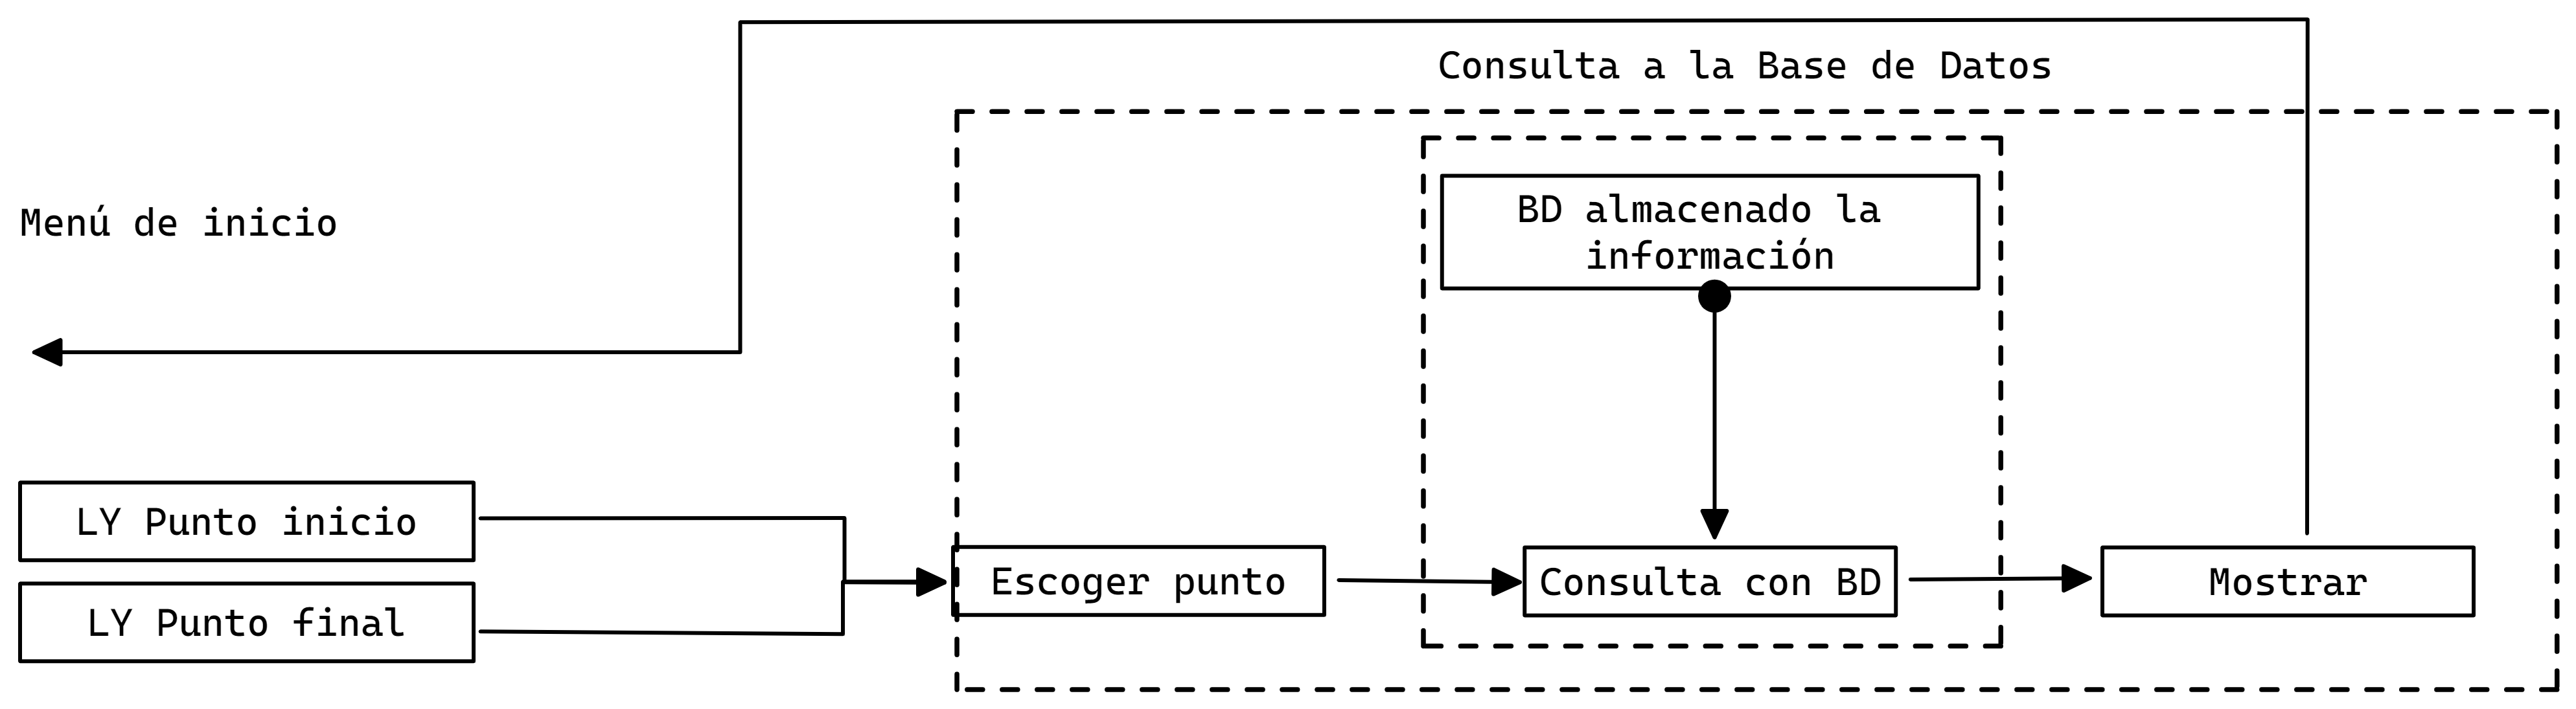 Consulta a la Base de Datos
Menú de inicio
BD almacenado la
información
LY Punto inicio
LY Punto final
Escoger punto
Consulta con BD
Mostrar